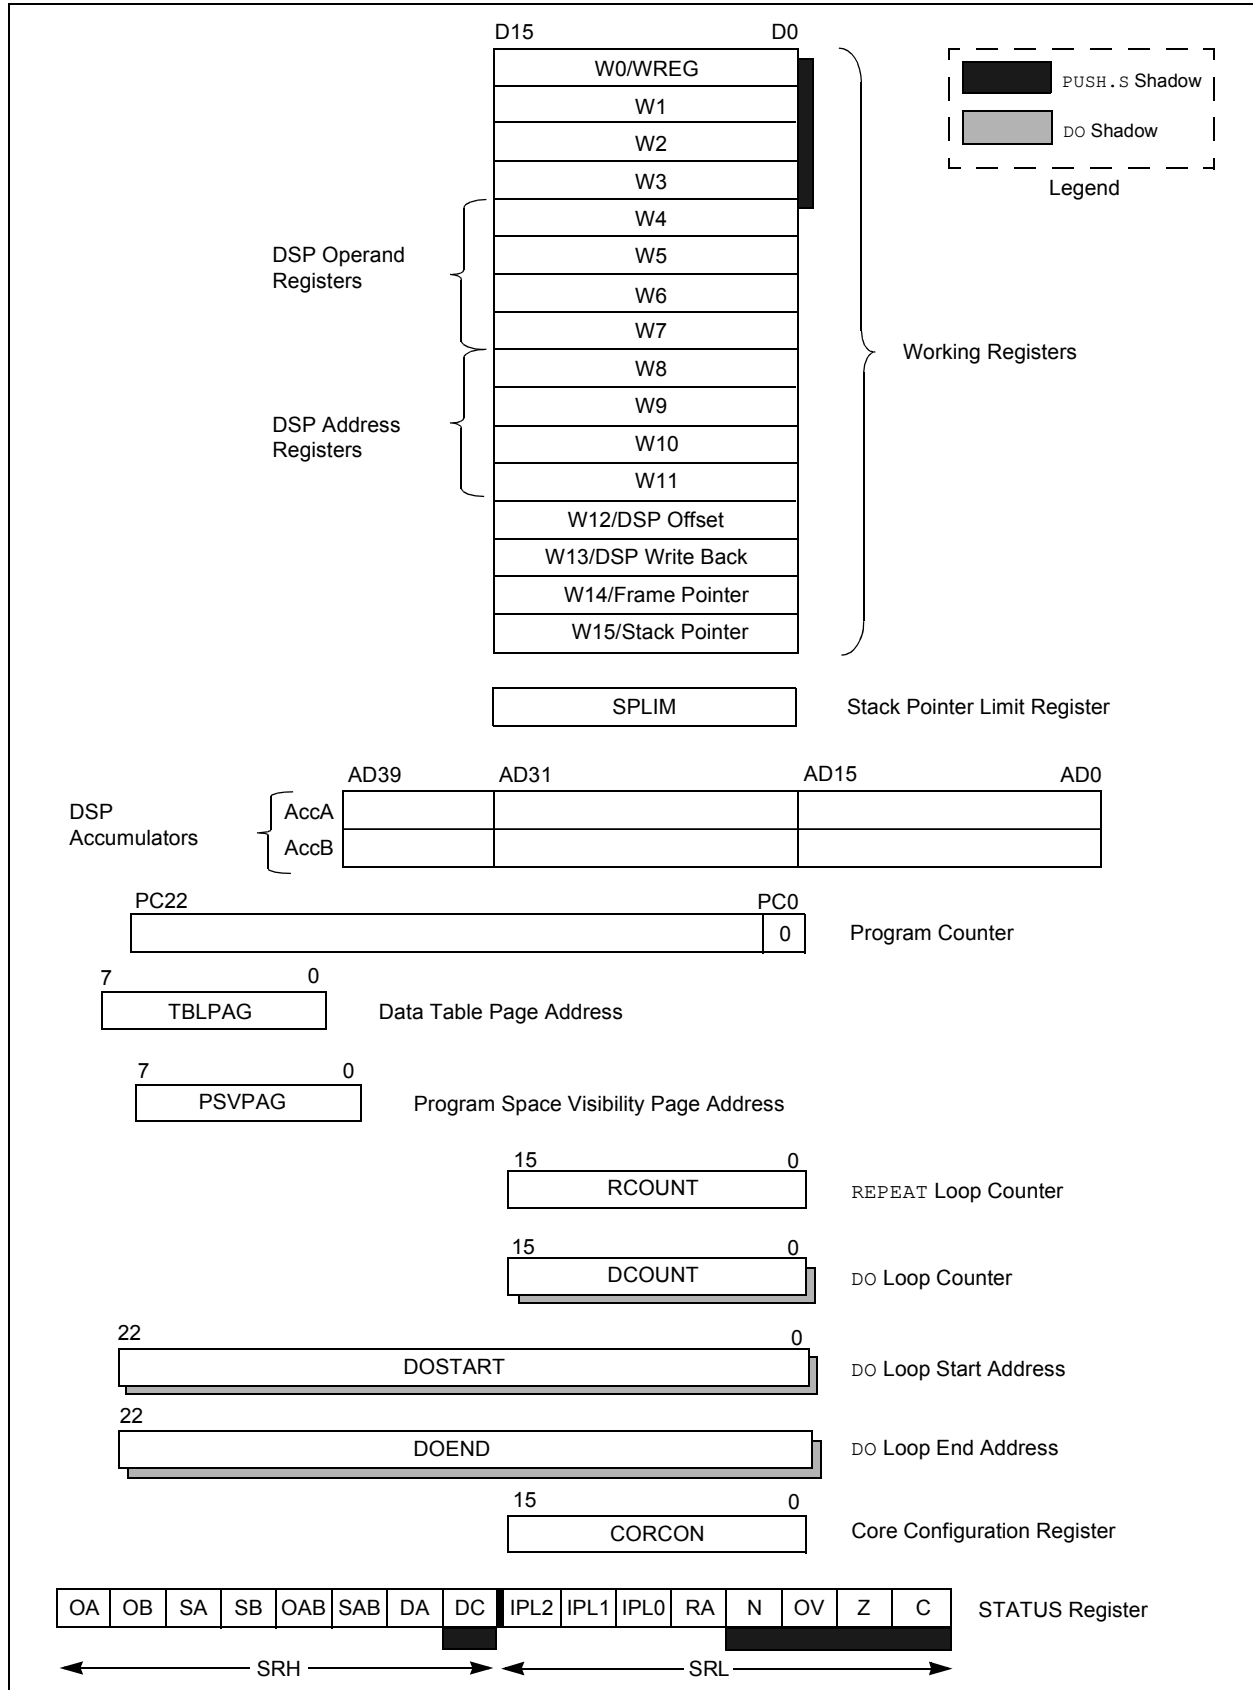 D15 D0
W0/WREG
W1
W2
W3
W4
W5
W6
W7
W8
W9
W10
W11
W12/DSP Offset
W13/DSP Write Back
W14/Frame Pointer
W15/Stack Pointer
PUSH.S Shadow
DO Shadow
Legend
DSP Operand
Registers
DSP Address
Registers
Working Registers
SPLIM
Stack Pointer Limit Register
AD39 AD31 AD15 AD0
DSP
Accumulators
AccA
AccB
PC22 PC0
0
Program Counter
7 0
TBLPAG
Data Table Page Address
7 0
PSVPAG
Program Space Visibility Page Address
15 0
RCOUNT
REPEAT Loop Counter
15 0
DCOUNT
DO Loop Counter
22 0
DOSTART
DO Loop Start Address
22
DOEND
DO Loop End Address
15 0
CORCON
Core Configuration Register
OA OB SA SB OAB SAB DA DC IPL2 IPL1 IPL0 RA N OV Z C
STATUS Register
SRH SRL